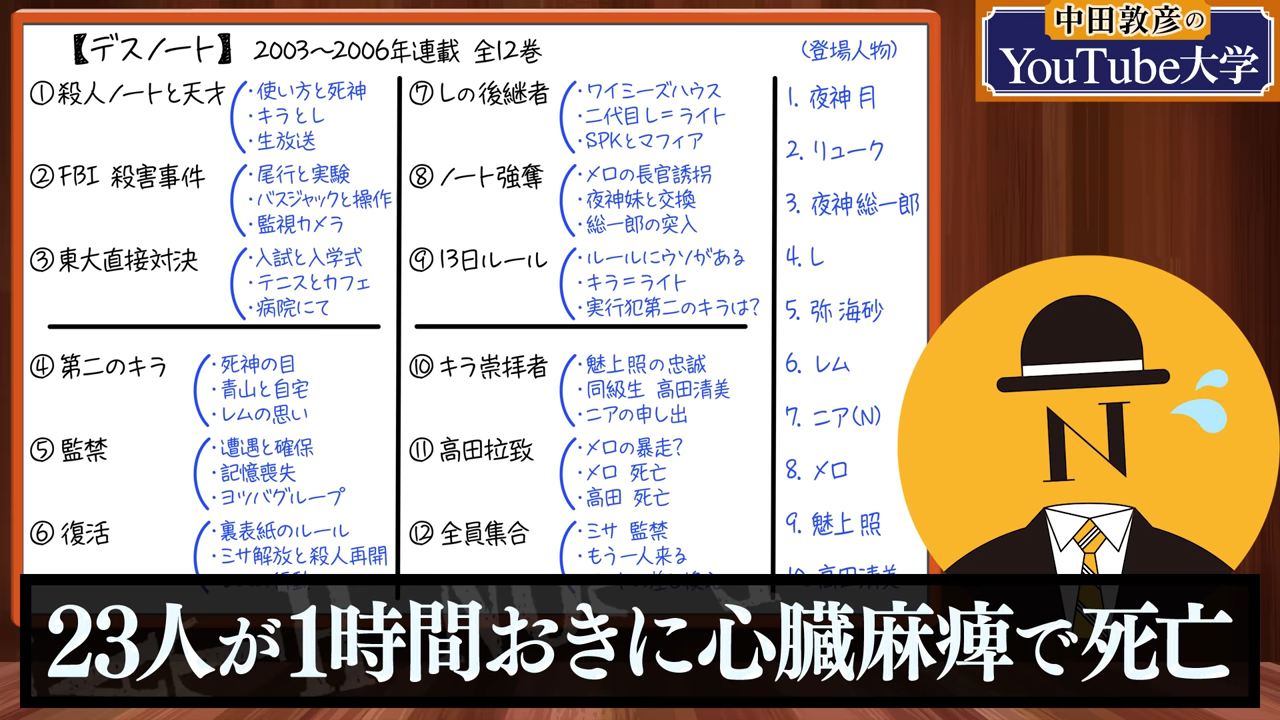 中田敦彦の
YouTube大学
【デスノート】 2003〜2006年連載 全12巻
①殺人ノートと天才
・使い方と死神
・キラとL
・生放送
②FBI 殺害事件
・尾行と実験
・バスジャックと操作
・監視カメラ
③東大直接対決
・入試と入学式
・テニスとカフェ
・病院にて
④第二のキラ
・死神の目
・青山と自宅
・レムの思い
⑤監禁
・遭遇と確保
・記憶喪失
・ヨツバグループ
⑥復活
・裏表紙のルール
・ミサ解放と殺人再開
⑦Lの後継者
・ワイミーズハウス
・二代目L=ライト
・SPKとマフィア
⑧ノート強奪
・メロの長官誘拐
・夜神妹と交換
・総一郎の突入
⑨13日ルール
・ルールにウソがある
・キラ=ライト
・実行犯第二のキラは?
⑩キラ崇拝者
・魅上照の忠誠
・同級生 高田清美
・ニアの申し出
⑪高田拉致
・メロの暴走?
・メロ 死亡
・高田 死亡
⑫全員集合
・ミサ 監禁
・もう一人来る
(登場人物)
1. 夜神月
2. リューク
3. 夜神総一郎
4. L
5. 弥海砂
6. レム
7. ニア(N)
8. メロ
9. 魅上照
10. 高田清美
N
23人が1時間おきに心臓麻痺で死亡